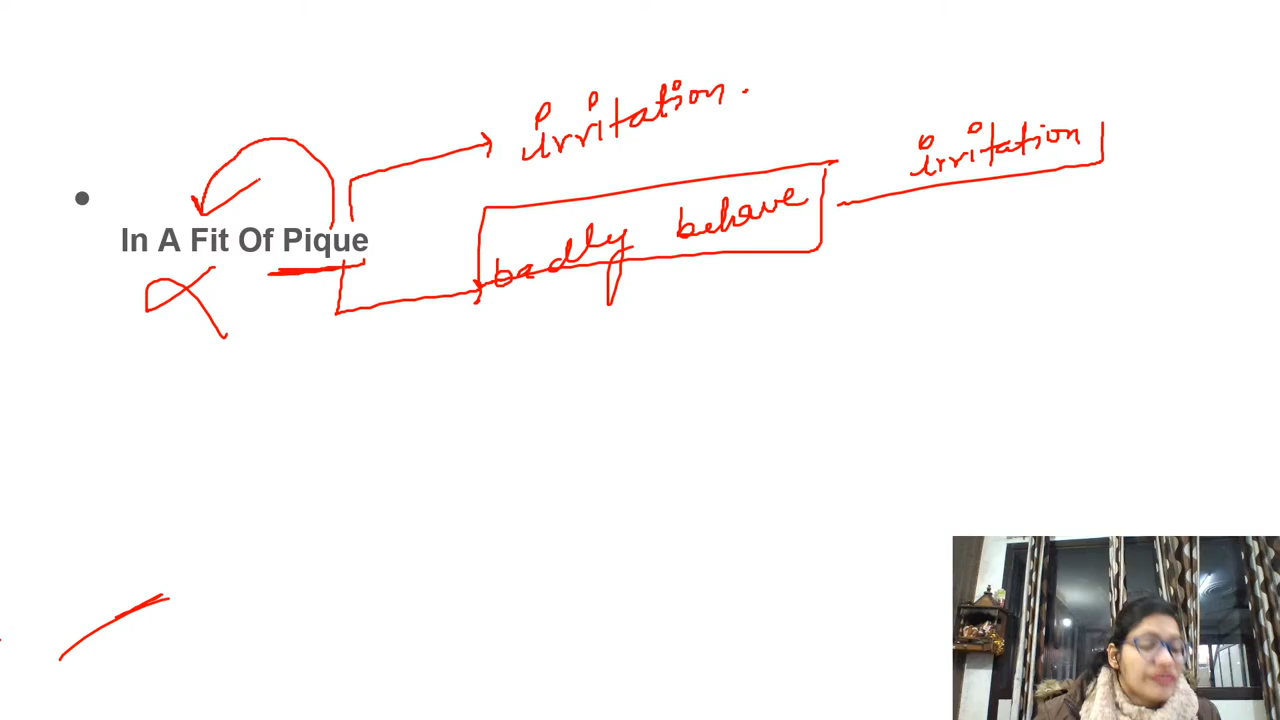 irritation.
irritation
badly behave
In A Fit Of Pique